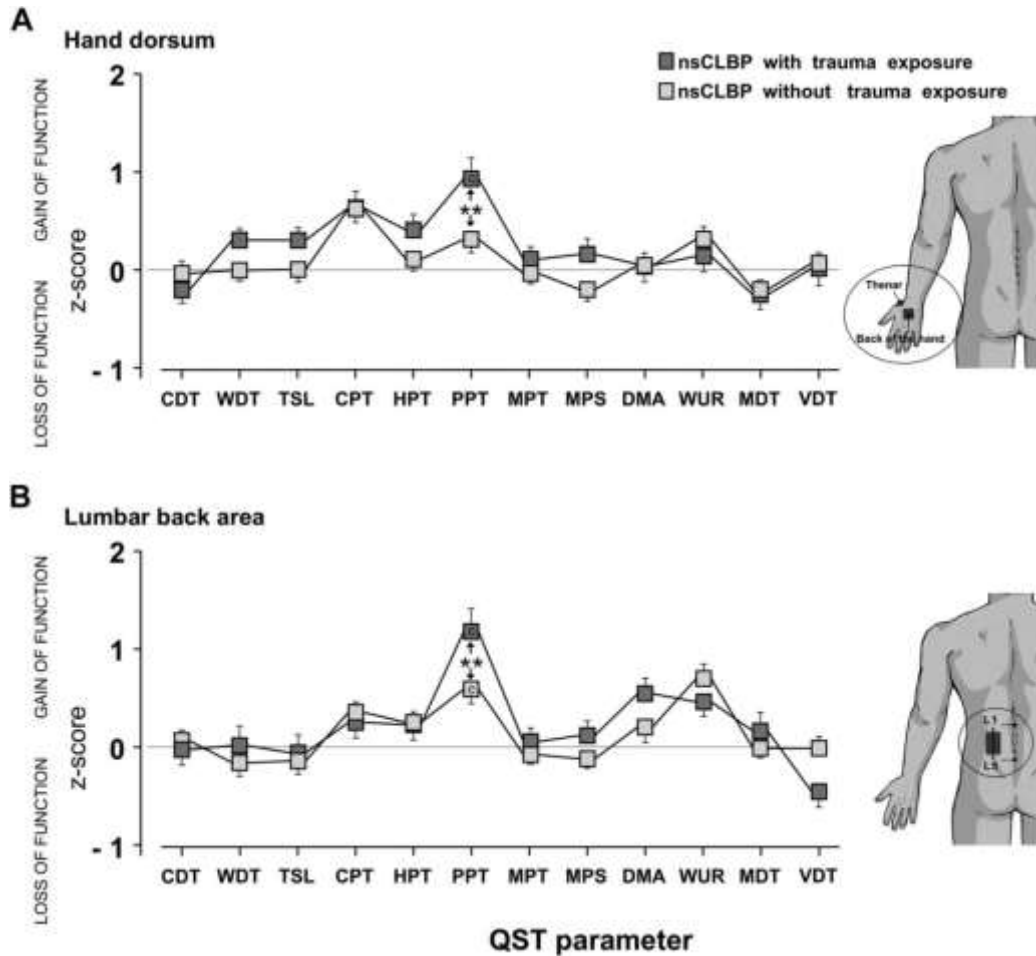 A
Hand dorsum
nsCLBP with trauma exposure
nsCLBP without trauma exposure
GAIN OF FUNCTION
LOSS OF FUNCTION
z-score
2
1
0
- 1
**
CDT WDT TSL CPT HPT PPT MPT MPS DMA WUR MDT VDT
Thenar
Back of the hand
B
Lumbar back area
GAIN OF FUNCTION
LOSS OF FUNCTION
z-score
2
1
0
- 1
**
CDT WDT TSL CPT HPT PPT MPT MPS DMA WUR MDT VDT
L1
QST parameter